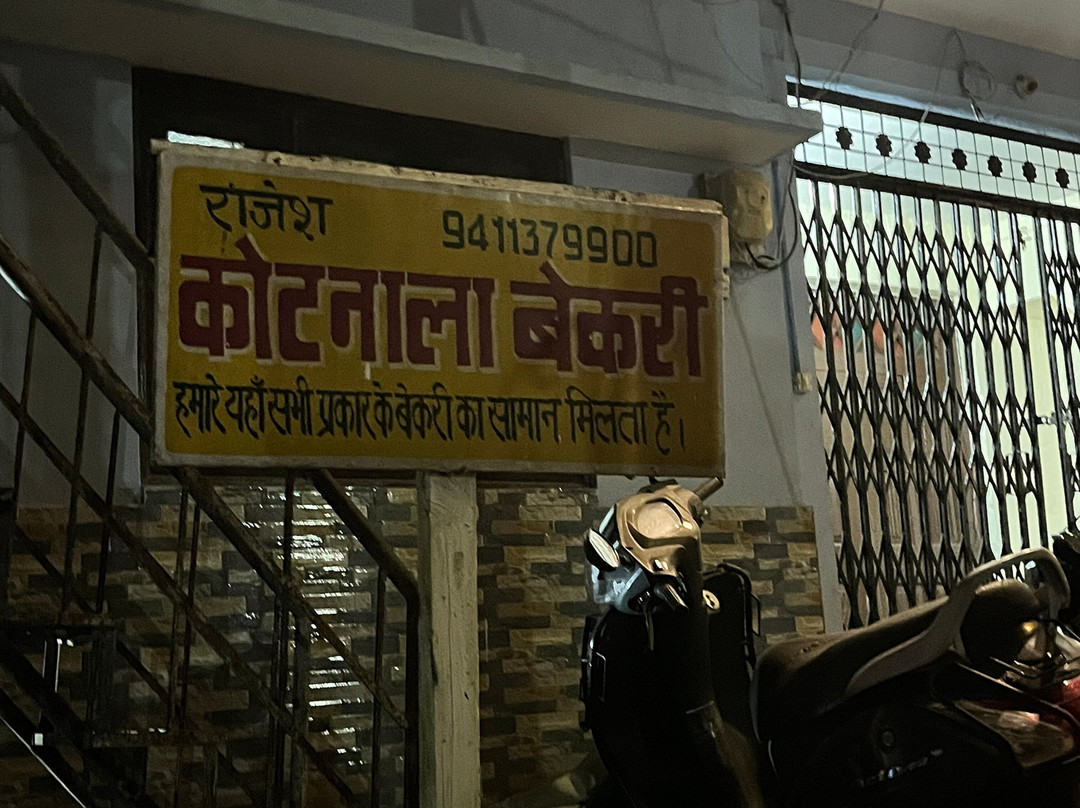 राजेश 9411379900
कोटनाला बेकरी
हमारे यहाँ सभी प्रकार के बेकरी का सामान मिलता है।